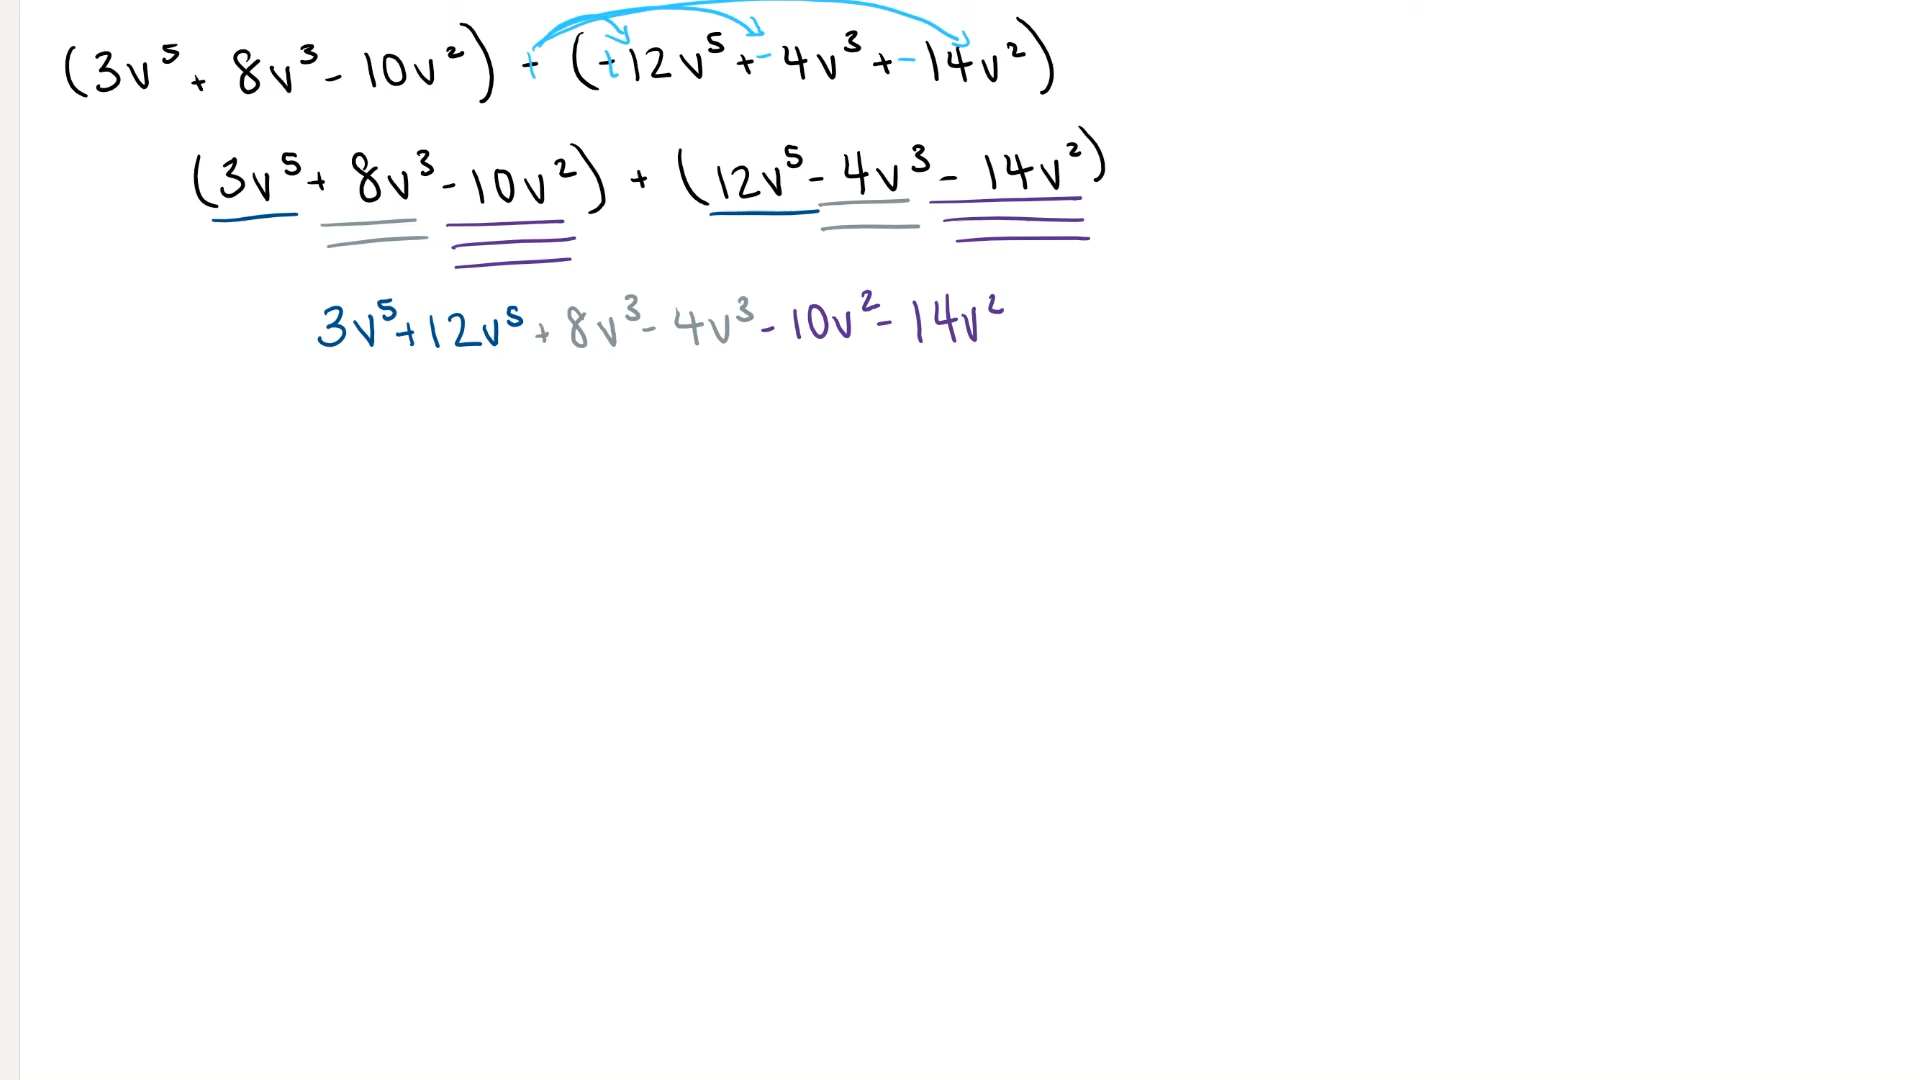 (3v⁵ + 8v³ - 10v²) + (+12v⁵ + - 4v³ + - 14v²)
(3v⁵ + 8v³ - 10v²) + (12v⁵ - 4v³ - 14v²)
3v⁵ + 12v⁵ + 8v³ - 4v³ - 10v² - 14v²